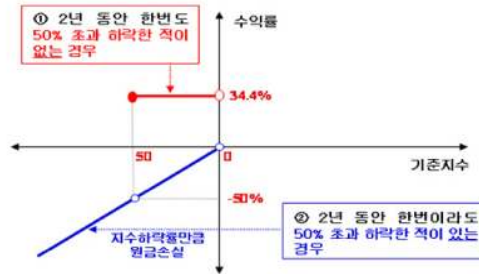 ① 2년 동안 한번도
50% 초과 하락한 적이
없는 경우
수익률
34.4%
50
0
기준지수
-50%
지수하락률만큼
원금손실
② 2년 동안 한번이라도
50% 초과 하락한 적이 있는
경우